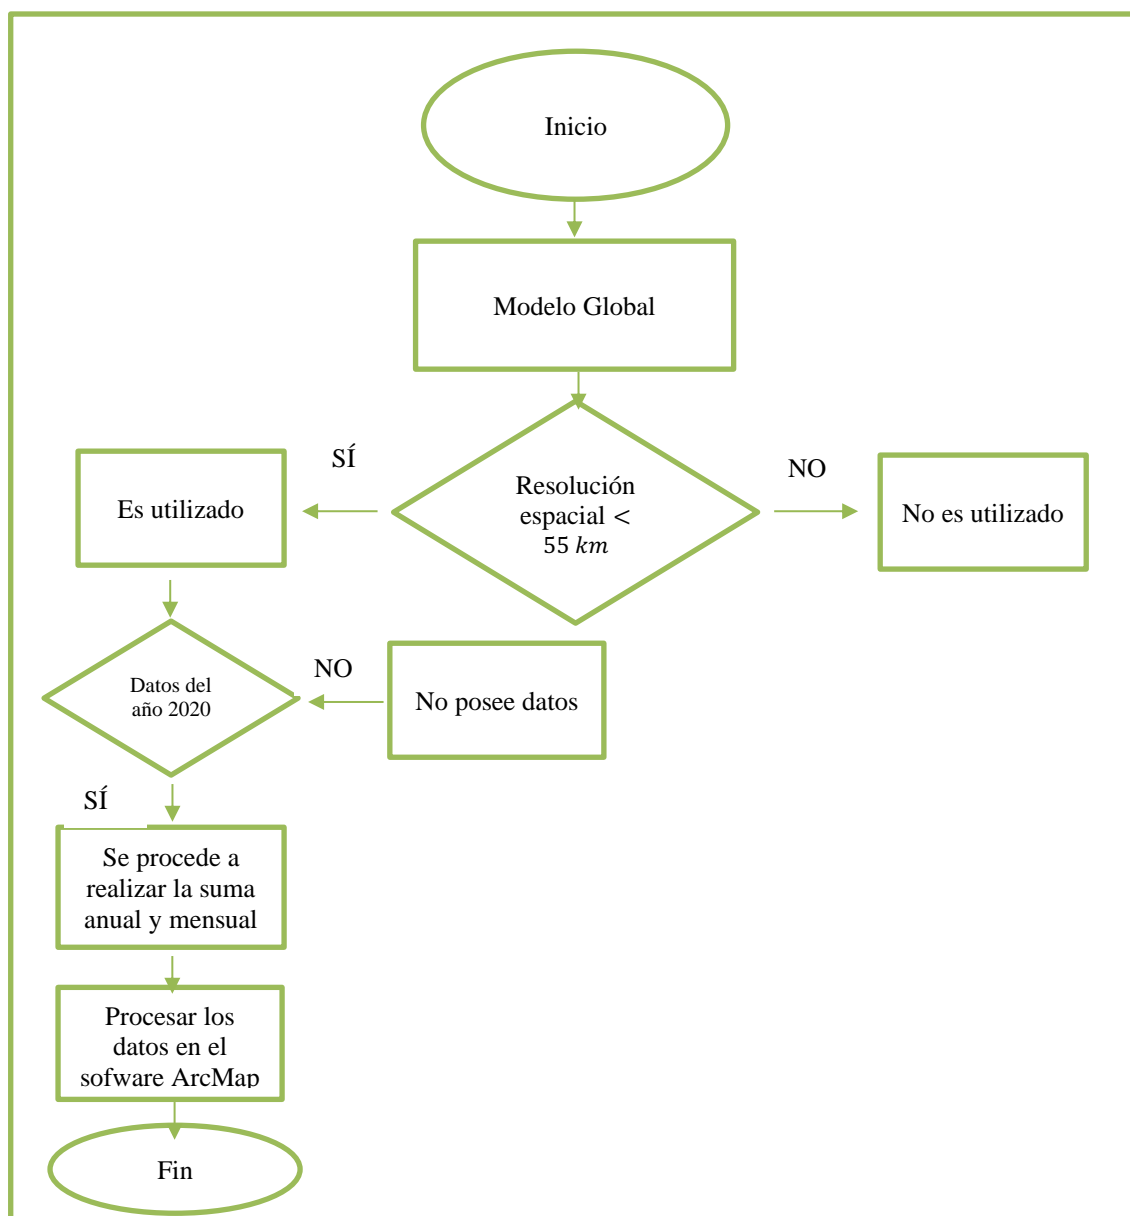 Inicio
Modelo Global
SÍ
NO
Resolución
espacial <
55 km
Es utilizado
No es utilizado
Datos del
año 2020
NO
No posee datos
SÍ
Se procede a
realizar la suma
anual y mensual
Procesar los
datos en el
sofware ArcMap
Fin